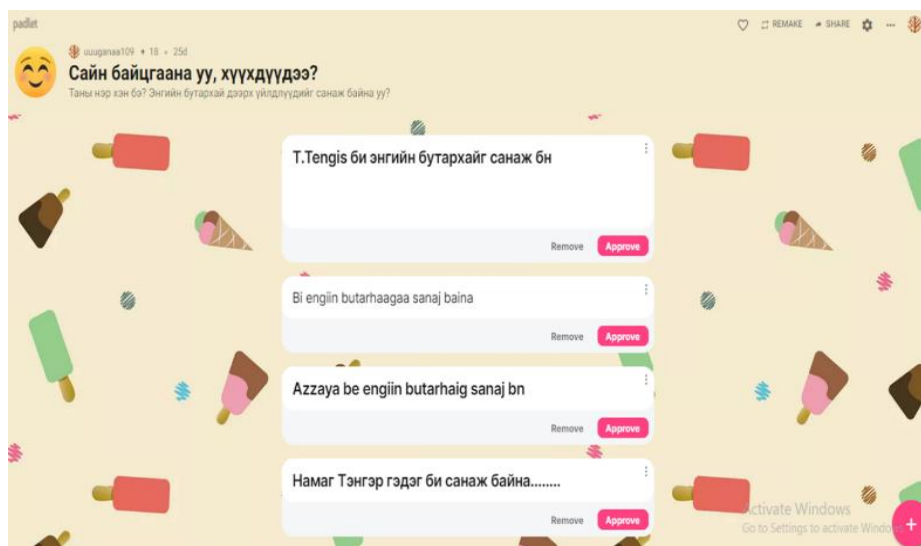 padlet
REMAKE SHARE
uuuganaa109 + 18 • 25d
Сайн байцгаана уу, хүүхдүүдээ?
Таны нэр хэн бэ? Энгийн бутархай дээрх үйлдлүүдийг санаж байна уу?
T.Tengis би энгийн бутархайг санаж бн
Remove Approve
Bi engiin butarhaagaa sanaj baina
Remove Approve
Azzaya be engiin butarhaig sanaj bn
Remove Approve
Намаг Тэнгэр гэдэг би санаж байна........
Remove Approve
Activate Windows
Go to Settings to activate Windows